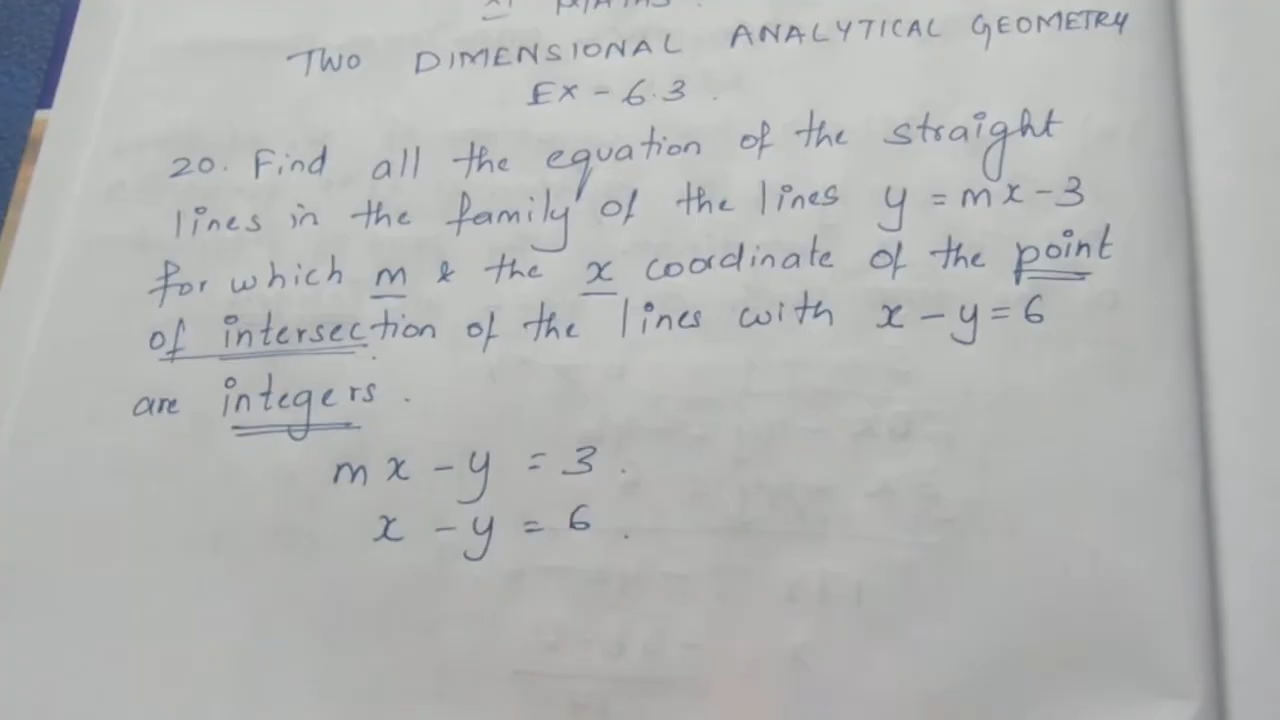 TWO DIMENSIONAL ANALYTICAL GEOMETRY
EX - 6.3.
20. Find all the equation of the straight
lines in the family of the lines y = mx - 3
for which m & the x coordinate of the point
of intersection of the lines with x - y = 6
are integers.
mx - y = 3.
x - y = 6.